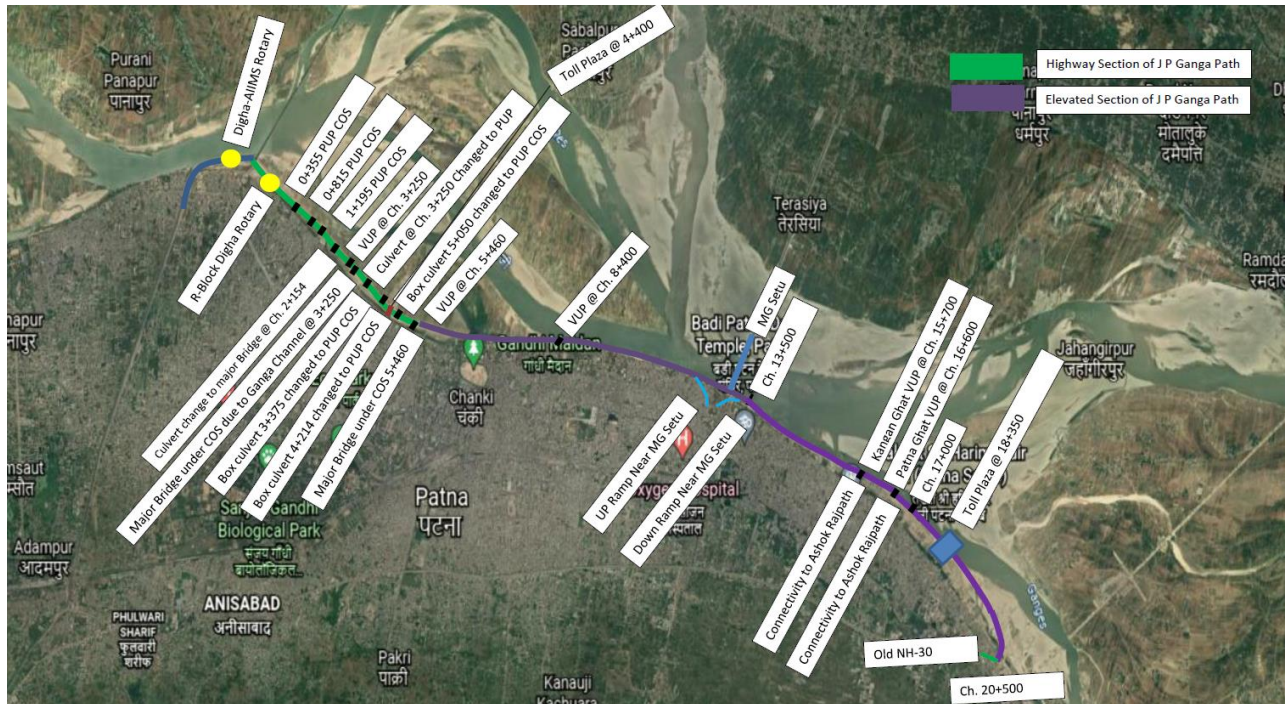 Highway Section of J P Ganga Path
Elevated Section of J P Ganga Path
Purani
Panapur
पानापुर
Digha-AIIMS Rotary
R-Block Digha Rotary
0+355 PUP COS
0+815 PUP COS
1+195 PUP COS
VUP @ Ch. 3+250
Culvert @ Ch. 3+250 Changed to PUP
Toll Plaza @ 4+400
Box culvert 5+050 changed to PUP COS
VUP @ Ch. 5+460
VUP @ Ch. 8+400
MG Setu
Ch. 13+500
Kangan Ghat VUP @ Ch. 15+700
Patna Ghat VUP @ Ch. 16+600
Ch. 17+000
Toll Plaza @ 18+350
Culvert change to major Bridge @ Ch. 2+154
Major Bridge under COS due to Ganga Channel @ 3+250
Box culvert 3+375 changed to PUP COS
Box culvert 4+214 changed to PUP COS
Major Bridge under COS 5+460
UP Ramp Near MG Setu
Down Ramp Near MG Setu
Connectivity to Ashok Rajpath
Connectivity to Ashok Rajpath
Old NH-30
Ch. 20+500
Sabalpur
धर्मपुर
मोतालुके
Terasiya
तेरसिया
Ramda
Jahangirpur
जहाँगीरपुर
Badi Pat
Temple
Gandhi Maidan
गांधी मैदान
Chanki
चंकी
Patna
पटना
Gandhi
Biological Park
संजय गाँधी
बायोलॉजिकल...
Adampur
आदमपुर
ANISABAD
अनीसाबाद
PHULWARI
SHARIF
फुलवारी
शरीफ
Pakri
पाक्री
Kanauji
Kachuara
H
Ganges